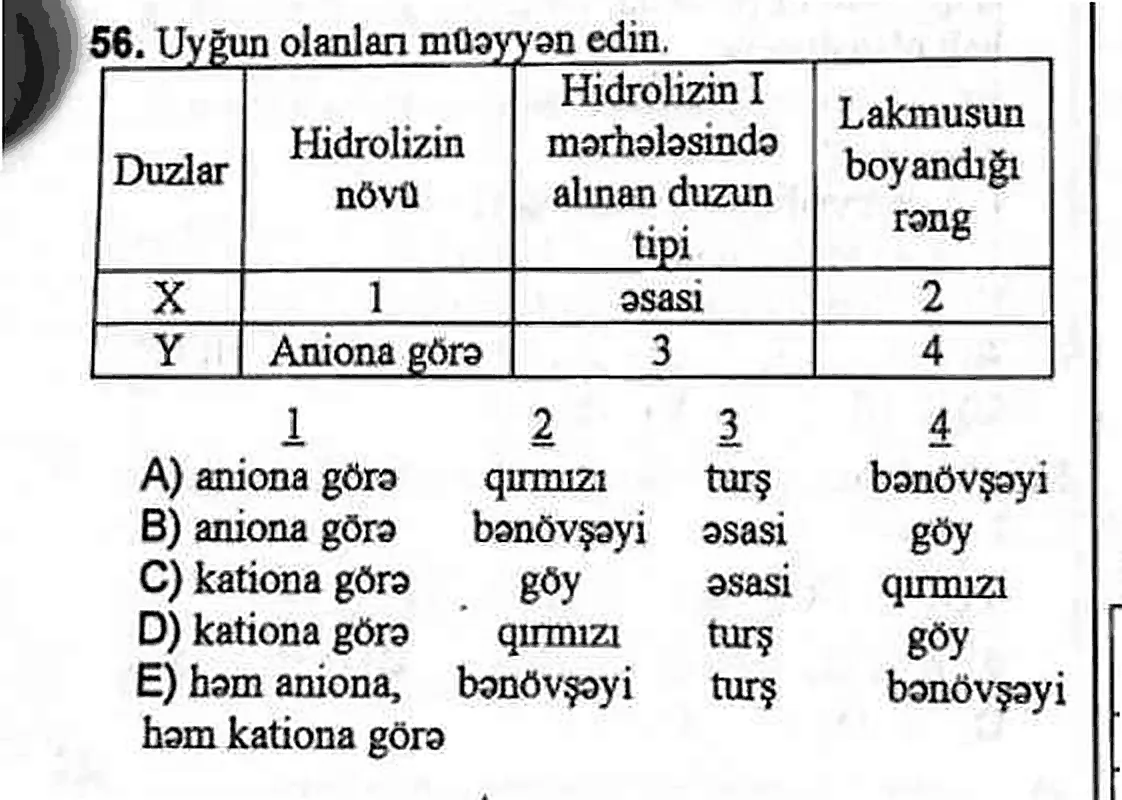 56. Uyğun olanları müəyyən edin.
Duzlar | Hidrolizin növü | Hidrolizin I mərhələsində alınan duzun tipi | Lakmusun boyandığı rəng
X | 1 | əsasi | 2
Y | Aniona görə | 3 | 4
1 2 3 4
A) aniona görə qırmızı turş bənövşəyi
B) aniona görə bənövşəyi əsasi göy
C) kationa görə göy əsasi qırmızı
D) kationa görə qırmızı turş göy
E) həm aniona, bənövşəyi turş bənövşəyi
həm kationa görə